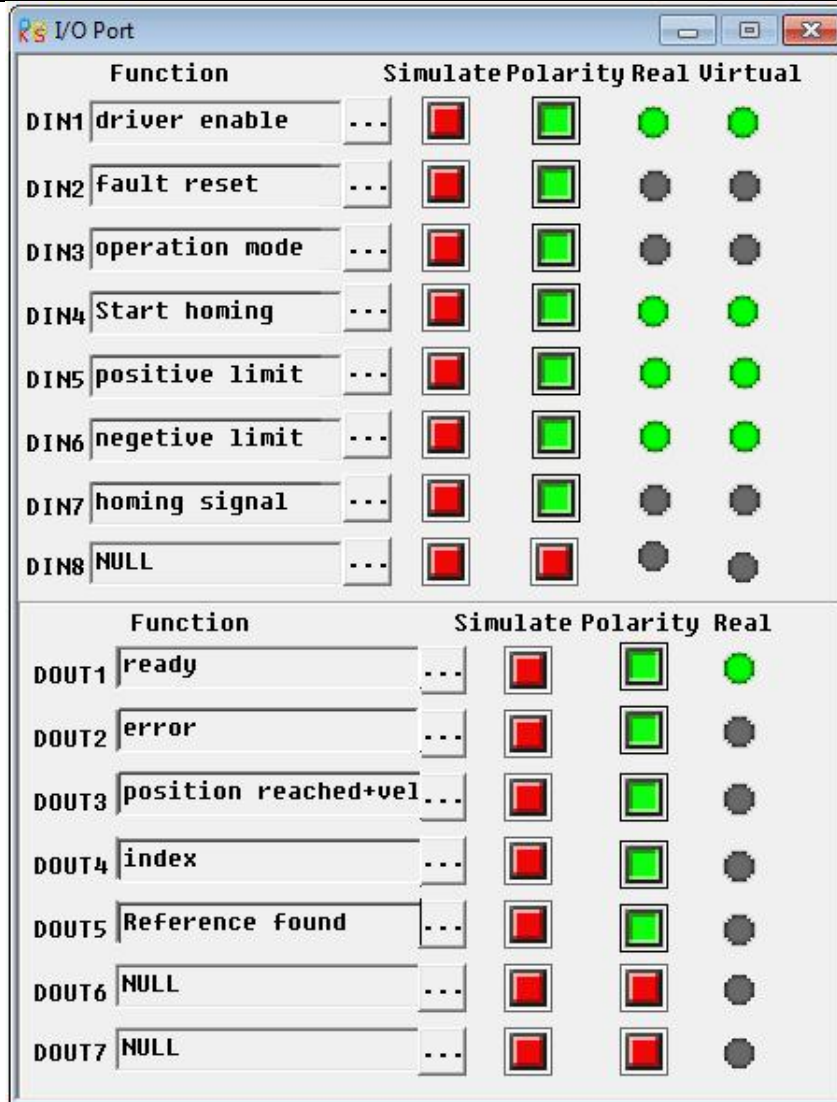 I/O Port
Function Simulate Polarity Real Virtual
DIN1 driver enable ...
DIN2 fault reset ...
DIN3 operation mode ...
DIN4 Start homing ...
DIN5 positive limit ...
DIN6 negetive limit ...
DIN7 homing signal ...
DIN8 NULL ...
Function Simulate Polarity Real
DOUT1 ready ...
DOUT2 error ...
DOUT3 position reached+vel ...
DOUT4 index ...
DOUT5 Reference found ...
DOUT6 NULL ...
DOUT7 NULL ...